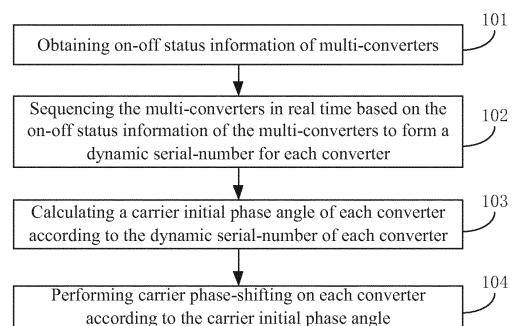 101
Obtaining on-off status information of multi-converters
Sequencing the multi-converters in real time based on the
on-off status information of the multi-converters to form a
dynamic serial-number for each converter
102
Calculating a carrier initial phase angle of each converter
according to the dynamic serial-number of each converter
103
Performing carrier phase-shifting on each converter
according to the carrier initial phase angle
104